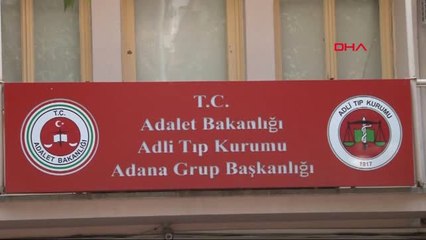 DHA
T.C.
Adalet Bakanlığı
Adli Tıp Kurumu
Adana Grup Başkanlığı
T.C.
ADALET BAKANLIĞI
ADLİ TIP KURUMU
1917